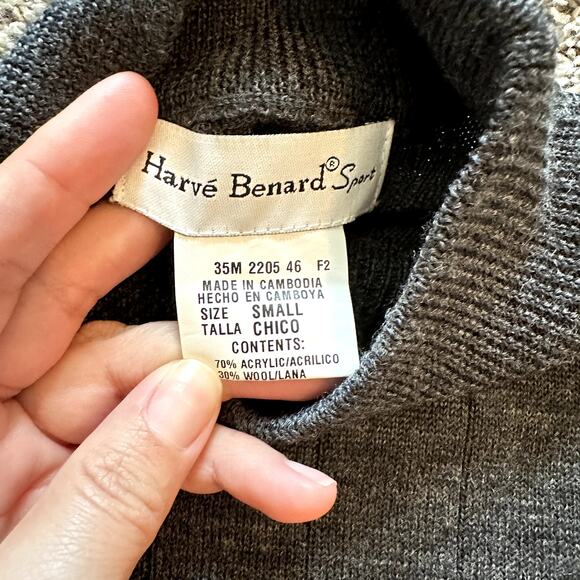 Harvé Benard® Sport
35M 2205 46 F2
MADE IN CAMBODIA
HECHO EN CAMBOYA
SIZE SMALL
TALLA CHICO
CONTENTS:
70% ACRYLIC/ACRILICO
30% WOOL/LANA